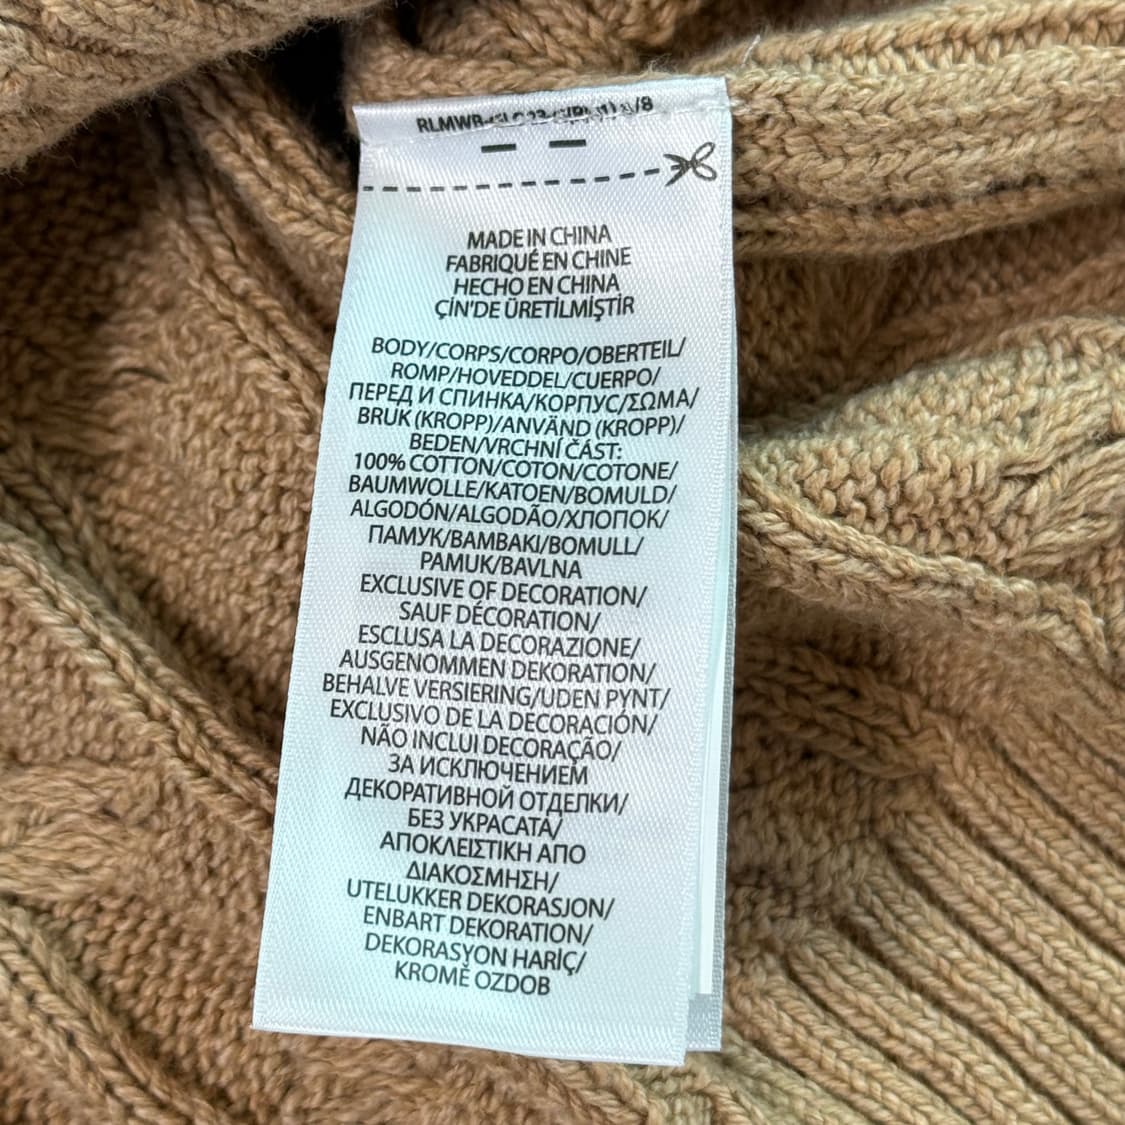 MADE IN CHINA
FABRIQUÉ EN CHINE
HECHO EN CHINA
ÇİN'DE ÜRETİLMİŞTİR
BODY/CORPS/CORPO/OBERTEIL/
ROMP/HOVEDDEL/CUERPO/
ПЕРЕД И СПИНКА/КОРПУС/ΣΩΜΑ/
BRUK (KROPP)/ANVÄND (KROPP)/
BEDEN/VRCHNÍ ČÁST:
100% COTTON/COTON/COTONE/
BAUMWOLLE/KATOEN/BOMULD/
ALGODÓN/ALGODÃO/ХЛОПОК/
ПАМУК/ΒΑΜΒΑΚΙ/BOMULL/
PAMUK/BAVLNA
EXCLUSIVE OF DECORATION/
SAUF DÉCORATION/
ESCLUSA LA DECORAZIONE/
AUSGENOMMEN DEKORATION/
BEHALVE VERSIERING/UDEN PYNT/
EXCLUSIVO DE LA DECORACIÓN/
NÃO INCLUI DECORAÇÃO/
ЗА ИСКЛЮЧЕНИЕМ
ДЕКОРАТИВНОЙ ОТДЕЛКИ/
БЕЗ УКРАСАТА/
ΑΠΟΚΛΕΙΣΤΙΚΗ ΑΠΟ
ΔΙΑΚΟΣΜΗΣΗ/
UTELUKKER DEKORASJON/
ENBART DEKORATION/
DEKORASYON HARİÇ/
KROMĚ OZDOB